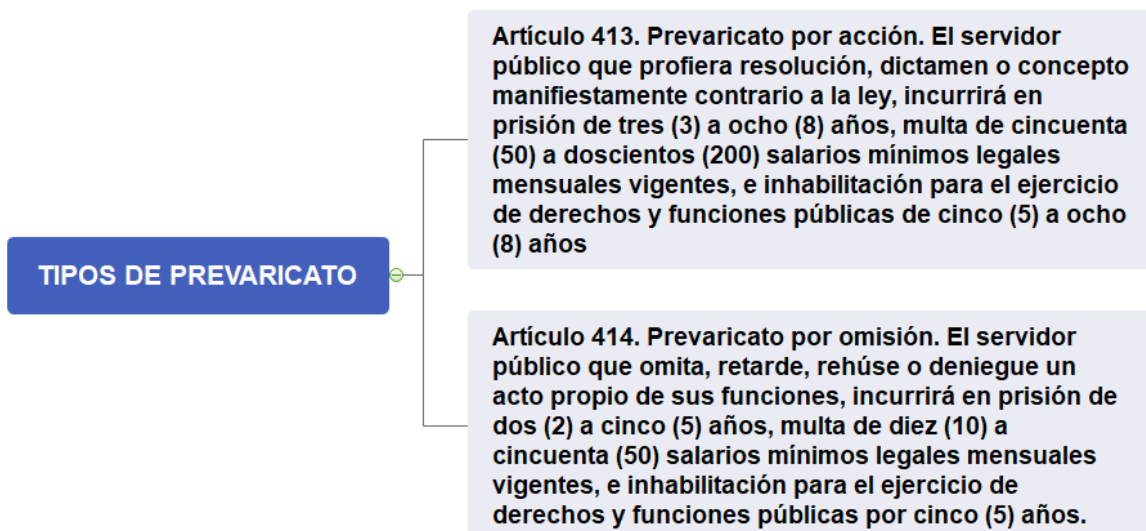 TIPOS DE PREVARICATO
Artículo 413. Prevaricato por acción. El servidor
público que profiera resolución, dictamen o concepto
manifiestamente contrario a la ley, incurrirá en
prisión de tres (3) a ocho (8) años, multa de cincuenta
(50) a doscientos (200) salarios mínimos legales
mensuales vigentes, e inhabilitación para el ejercicio
de derechos y funciones públicas de cinco (5) a ocho
(8) años
Artículo 414. Prevaricato por omisión. El servidor
público que omita, retarde, rehúse o deniegue un
acto propio de sus funciones, incurrirá en prisión de
dos (2) a cinco (5) años, multa de diez (10) a
cincuenta (50) salarios mínimos legales mensuales
vigentes, e inhabilitación para el ejercicio de
derechos y funciones públicas por cinco (5) años.